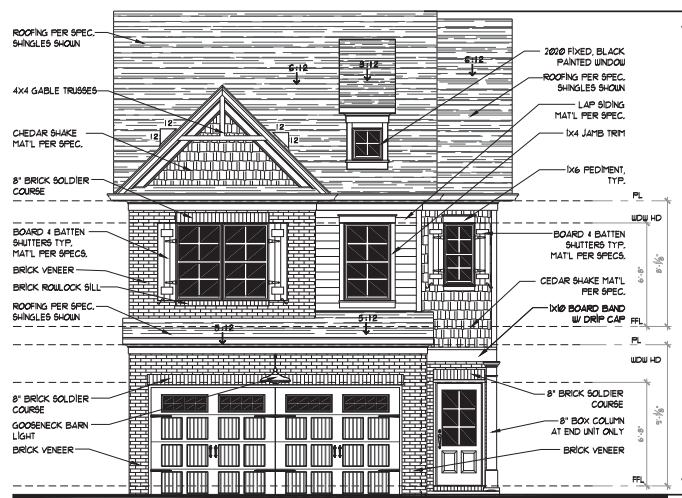 ROOFING PER SPEC.
SHINGLES SHOWN
4X4 GABLE TRUSSES
CHEDAR SHAKE
MAT'L PER SPEC.
8" BRICK SOLDIER
COURSE
BOARD & BATTEN
SHUTTERS TYP.
MAT'L PER SPECS.
BRICK VENEER
BRICK ROWLOCK SILL
ROOFING PER SPEC.
SHINGLES SHOWN
8" BRICK SOLDIER
COURSE
GOOSENECK BARN
LIGHT
BRICK VENEER
6:12
8:12
6:12
12
12
12
12
5:12
5:12
2020 FIXED, BLACK
PAINTED WINDOW
ROOFING PER SPEC.
SHINGLES SHOWN
LAP SIDING
MAT'L PER SPEC.
1X4 JAMB TRIM
1X6 PEDIMENT,
TYP.
BOARD & BATTEN
SHUTTERS TYP.
MAT'L PER SPECS.
CEDAR SHAKE MAT'L
PER SPEC.
1X10 BOARD BAND
W/ DRIP CAP
8" BRICK SOLDIER
COURSE
8" BOX COLUMN
AT END UNIT ONLY
BRICK VENEER
PL
WDW HD
6'-8"
FFL
PL
WDW HD
6'-8"
FFL